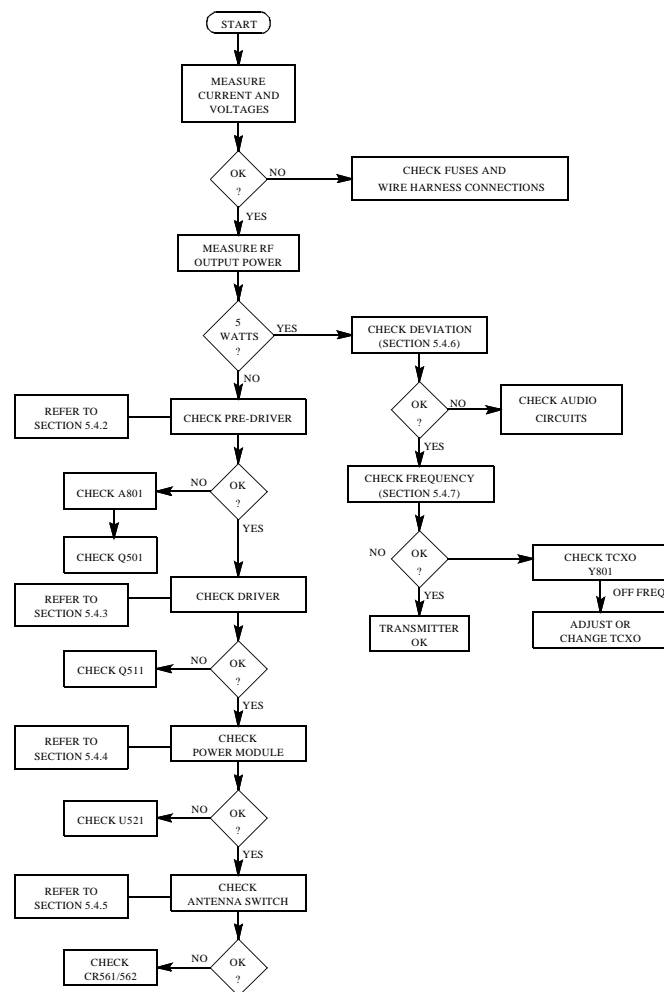 START
MEASURE
CURRENT AND
VOLTAGES
OK
?
NO
CHECK FUSES AND
WIRE HARNESS CONNECTIONS
YES
MEASURE RF
OUTPUT POWER
5
WATTS
?
YES
CHECK DEVIATION
(SECTION 5.4.6)
NO
OK
?
NO
CHECK AUDIO
CIRCUITS
YES
REFER TO
SECTION 5.4.2
CHECK PRE-DRIVER
CHECK FREQUENCY
(SECTION 5.4.7)
CHECK A801
NO
OK
?
YES
CHECK Q501
NO
OK
?
YES
CHECK TCXO
Y801
OFF FREQ
ADJUST OR
CHANGE TCXO
TRANSMITTER
OK
REFER TO
SECTION 5.4.3
CHECK DRIVER
CHECK Q511
NO
OK
?
YES
REFER TO
SECTION 5.4.4
CHECK
POWER MODULE
CHECK U521
NO
OK
?
YES
REFER TO
SECTION 5.4.5
CHECK
ANTENNA SWITCH
CHECK
CR561/562
NO
OK
?